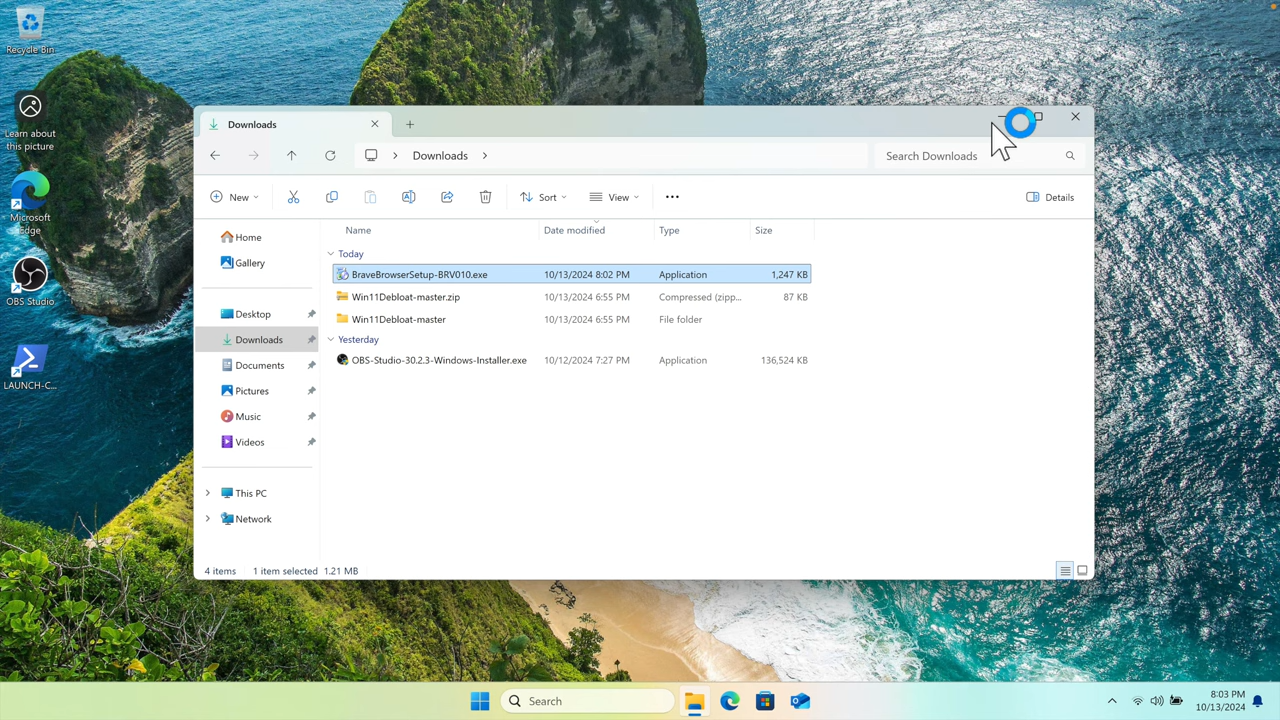 Recycle Bin
Learn about
this picture
Microsoft
Edge
OBS Studio
LAUNCH-C...
Downloads
Downloads
Search Downloads
New
Sort
View
Details
Home
Gallery
Desktop
Downloads
Documents
Pictures
Music
Videos
This PC
Network
Name Date modified Type Size
Today
BraveBrowserSetup-BRV010.exe 10/13/2024 8:02 PM Application 1,247 KB
Win11Debloat-master.zip 10/13/2024 6:55 PM Compressed (zipp... 87 KB
Win11Debloat-master 10/13/2024 6:55 PM File folder
Yesterday
OBS-Studio-30.2.3-Windows-Installer.exe 10/12/2024 7:27 PM Application 136,524 KB
4 items 1 item selected 1.21 MB
Search
8:03 PM
10/13/2024